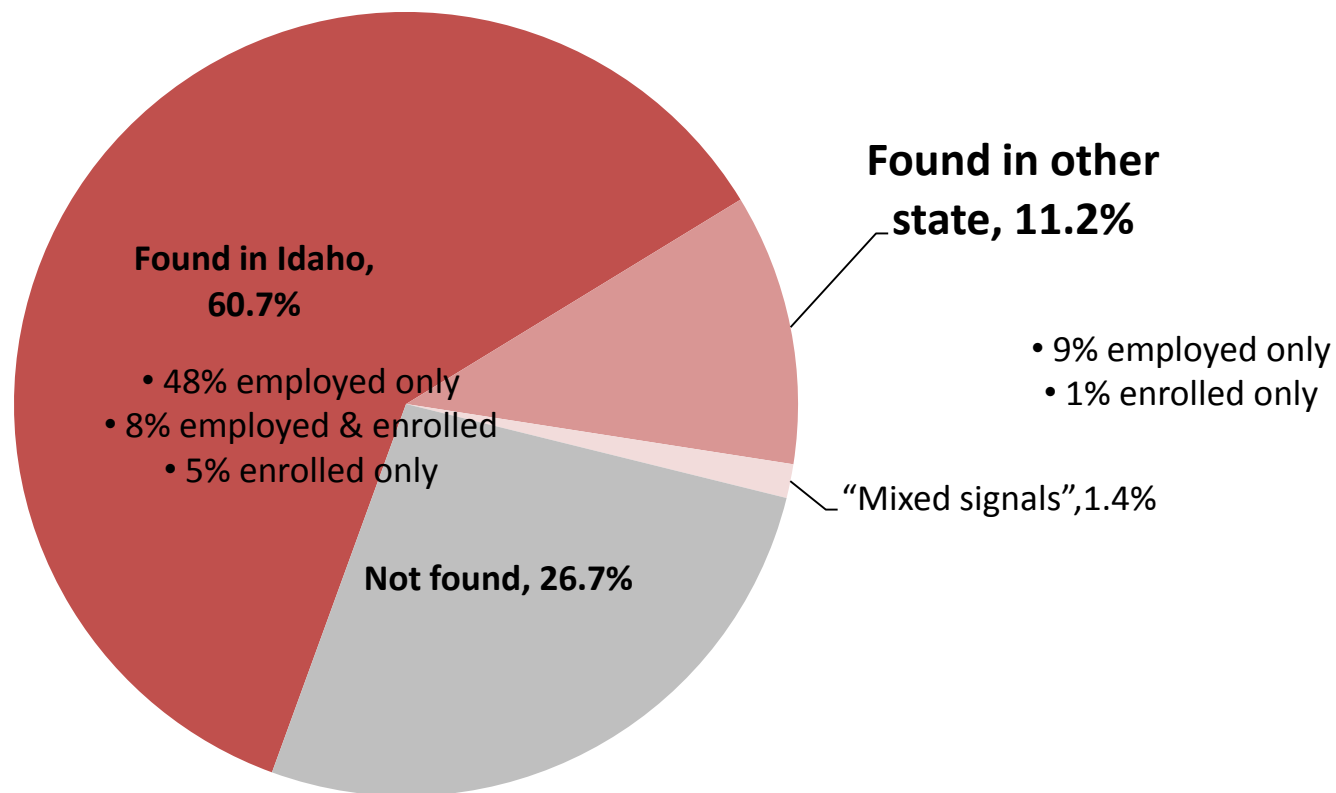 Found in Idaho,
60.7%
• 48% employed only
• 8% employed & enrolled
• 5% enrolled only
Found in other
state, 11.2%
• 9% employed only
• 1% enrolled only
“Mixed signals”,1.4%
Not found, 26.7%